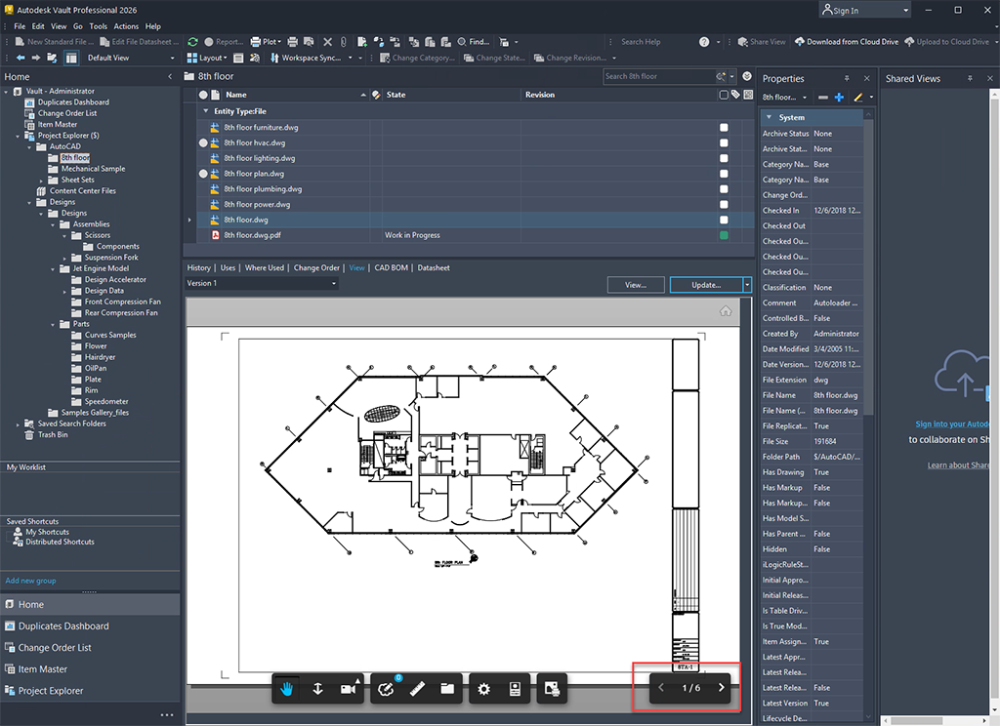 Autodesk Vault Professional 2026
Sign In
File Edit View Go Tools Actions Help
New Standard File ... Edit File Datasheet ... Report... Plot Find... Search Help Share View Download from Cloud Drive Upload to Cloud Drive
Default View Layout Workspace Sync... Change Category... Change State... Change Revision...
Home
Vault - Administrator
Duplicates Dashboard
Change Order List
Item Master
Project Explorer ($)
AutoCAD
8th floor
Mechanical Sample
Sheet Sets
Content Center Files
Designs
Designs
Assemblies
Scissors
Components
Suspension Fork
Jet Engine Model
Design Accelerator
Design Data
Front Compression Fan
Rear Compression Fan
Parts
Curves Samples
Flower
Hairdryer
OilPan
Plate
Rim
Speedometer
Samples Gallery_files
Saved Search Folders
Trash Bin
My Worklist
Saved Shortcuts
My Shortcuts
Distributed Shortcuts
Add new group
Home
Duplicates Dashboard
Change Order List
Item Master
Project Explorer
8th floor
Search 8th floor
Name State Revision
Entity Type:File
8th floor furniture.dwg
8th floor hvac.dwg
8th floor lighting.dwg
8th floor plan.dwg
8th floor plumbing.dwg
8th floor power.dwg
8th floor.dwg
8th floor.dwg.pdf Work in Progress
History Uses Where Used Change Order View CAD BOM Datasheet
Version 1
View...
Update...
8TH FLOOR PLAN
STA-1
0
1 / 6
Properties
8th floor...
System
Archive Status None
Archive Stat... None
Category Na... Base
Category Na... Base
Change Ord...
Checked In 12/6/2018 12...
Checked Out
Checked Ou...
Checked Ou...
Checked Ou...
Classification None
Comment Autoloader ...
Controlled B... False
Created By Administrator
Date Modified 3/4/2005 11:...
Date Version... 12/6/2018 12...
File Extension dwg
File Name 8th floor.dwg
File Name (... 8th floor.dwg
File Replicat... True
File Size 191684
Folder Path $/AutoCAD/...
Has Drawing True
Has Markup False
Has Markup... False
Has Model S...
Has Parent ... False
Hidden False
iLogicRuleSt...
Initial Appro...
Initial Releas...
Is Table Driv...
Is True Mod...
Item Assign... True
Latest Appr...
Latest Relea...
Latest Relea... False
Latest Version True
Lifecycle De...
Shared Views
Sign into your Autode
to collaborate on Sh
Learn about Share